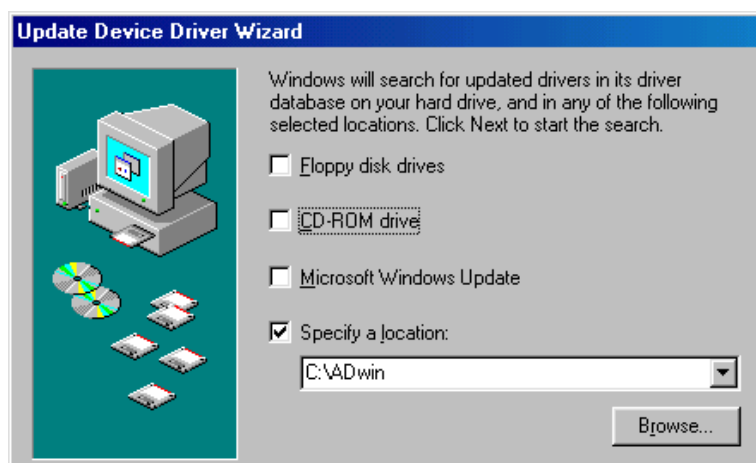 Update Device Driver Wizard
Windows will search for updated drivers in its driver
database on your hard drive, and in any of the following
selected locations. Click Next to start the search.
Floppy disk drives
CD-ROM drive
Microsoft Windows Update
Specify a location:
C:\ADwin
Browse...